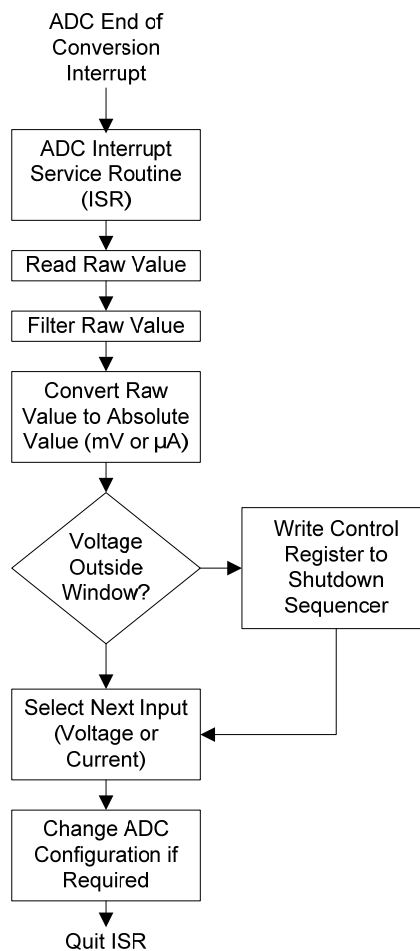 ADC End of
Conversion
Interrupt
ADC Interrupt
Service Routine
(ISR)
Read Raw Value
Filter Raw Value
Convert Raw
Value to Absolute
Value (mV or µA)
Voltage
Outside
Window?
Write Control
Register to
Shutdown
Sequencer
Select Next Input
(Voltage or
Current)
Change ADC
Configuration if
Required
Quit ISR